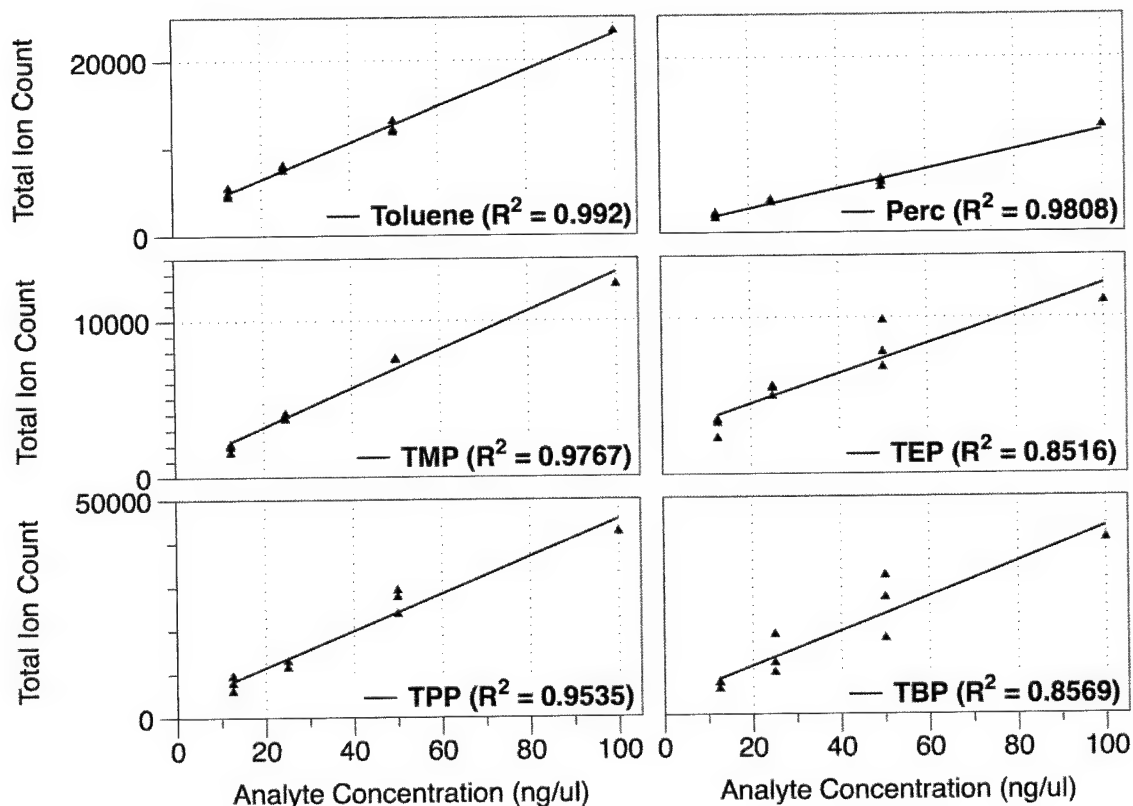 Total Ion Count
20000
0
Toluene (R² = 0.992)
Perc (R² = 0.9808)
Total Ion Count
10000
0
TMP (R² = 0.9767)
TEP (R² = 0.8516)
Total Ion Count
50000
0
TPP (R² = 0.9535)
TBP (R² = 0.8569)
0 20 40 60 80 100
0 20 40 60 80 100
Analyte Concentration (ng/ul)
Analyte Concentration (ng/ul)